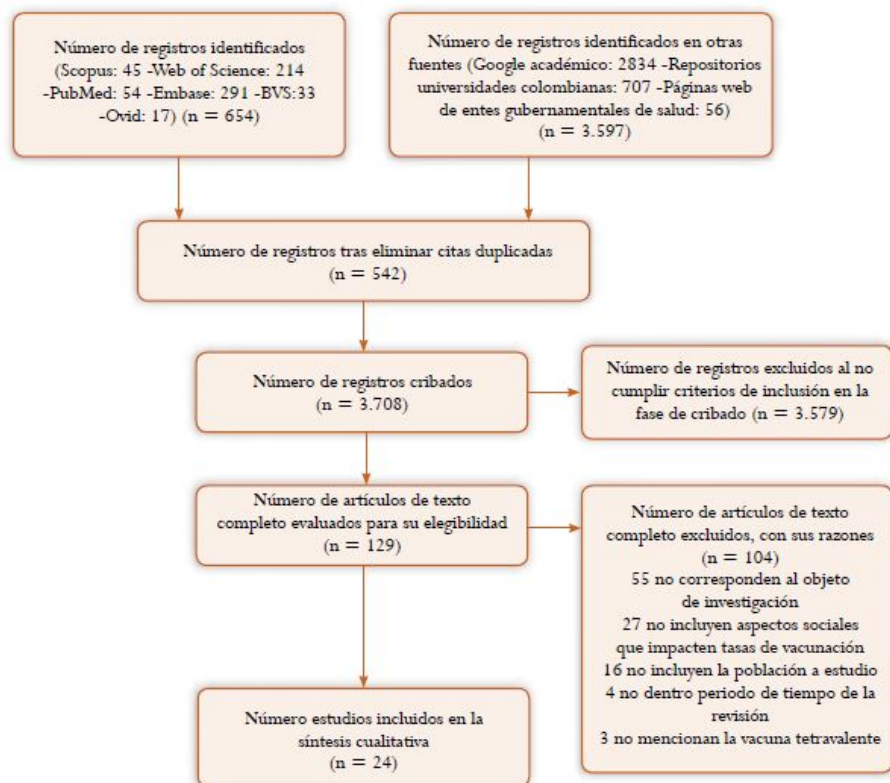 Número de registros identificados
(Scopus: 45 -Web of Science: 214
-PubMed: 54 -Embase: 291 -BVS:33
-Ovid: 17) (n = 654)
Número de registros identificados en otras
fuentes (Google académico: 2834 -Repositorios
universidades colombianas: 707 -Páginas web
de entes gubernamentales de salud: 56)
(n = 3.597)
Número de registros tras eliminar citas duplicadas
(n = 542)
Número de registros cribados
(n = 3.708)
Número de registros excluidos al no
cumplir criterios de inclusión en la
fase de cribado (n = 3.579)
Número de artículos de texto
completo evaluados para su elegibilidad
(n = 129)
Número de artículos de texto
completo excluidos, con sus razones
(n = 104)
55 no corresponden al objeto
de investigación
27 no incluyen aspectos sociales
que impacten tasas de vacunación
16 no incluyen la población a estudio
4 no dentro periodo de tiempo de la
revisión
3 no mencionan la vacuna tetravalente
Número estudios incluidos en la
síntesis cualitativa
(n = 24)